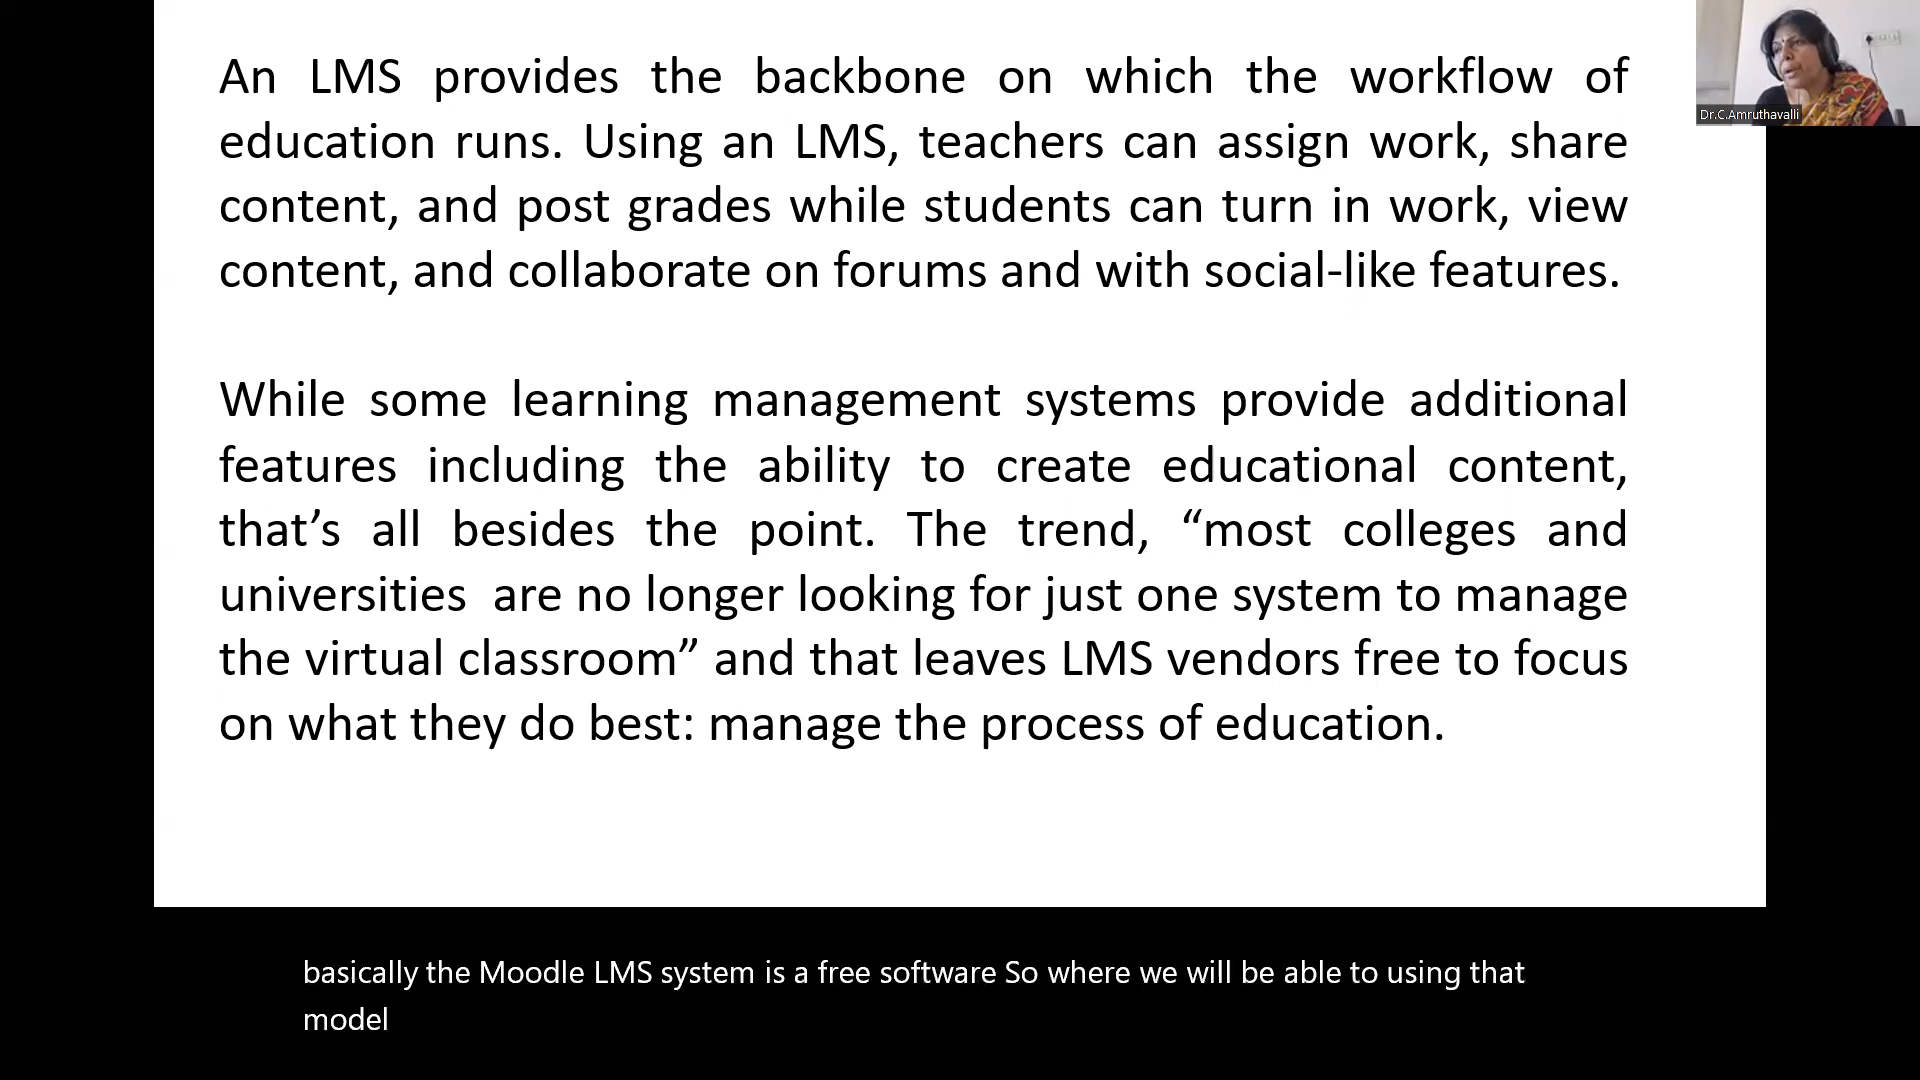 An LMS provides the backbone on which the workflow of
education runs. Using an LMS, teachers can assign work, share
content, and post grades while students can turn in work, view
content, and collaborate on forums and with social-like features.
While some learning management systems provide additional
features including the ability to create educational content,
that’s all besides the point. The trend, “most colleges and
universities are no longer looking for just one system to manage
the virtual classroom” and that leaves LMS vendors free to focus
on what they do best: manage the process of education.
Dr.C.Amruthavalli
basically the Moodle LMS system is a free software So where we will be able to using that
model